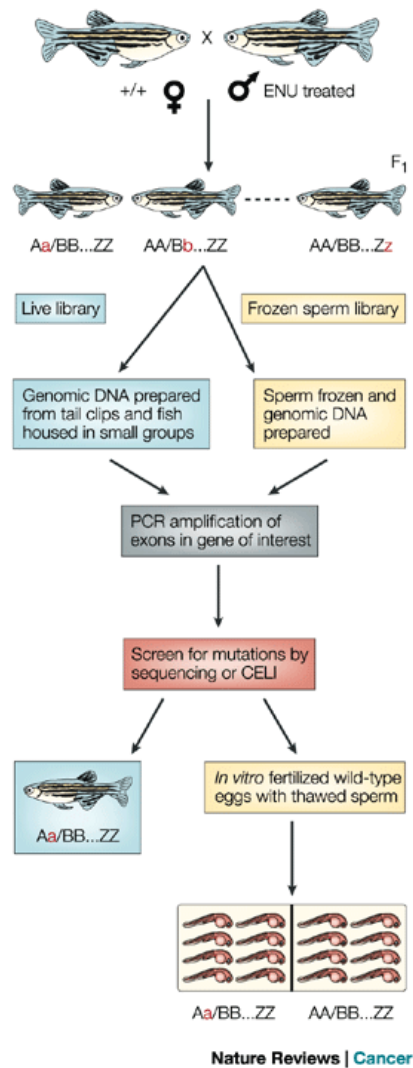 X
+/+ ♀ ♂ ENU treated
F1
Aa/BB...ZZ AA/Bb...ZZ AA/BB...Zz
Live library
Frozen sperm library
Genomic DNA prepared
from tail clips and fish
housed in small groups
Sperm frozen and
genomic DNA
prepared
PCR amplification of
exons in gene of interest
Screen for mutations by
sequencing or CELI
Aa/BB...ZZ
In vitro fertilized wild-type
eggs with thawed sperm
Aa/BB...ZZ AA/BB...ZZ
Nature Reviews | Cancer